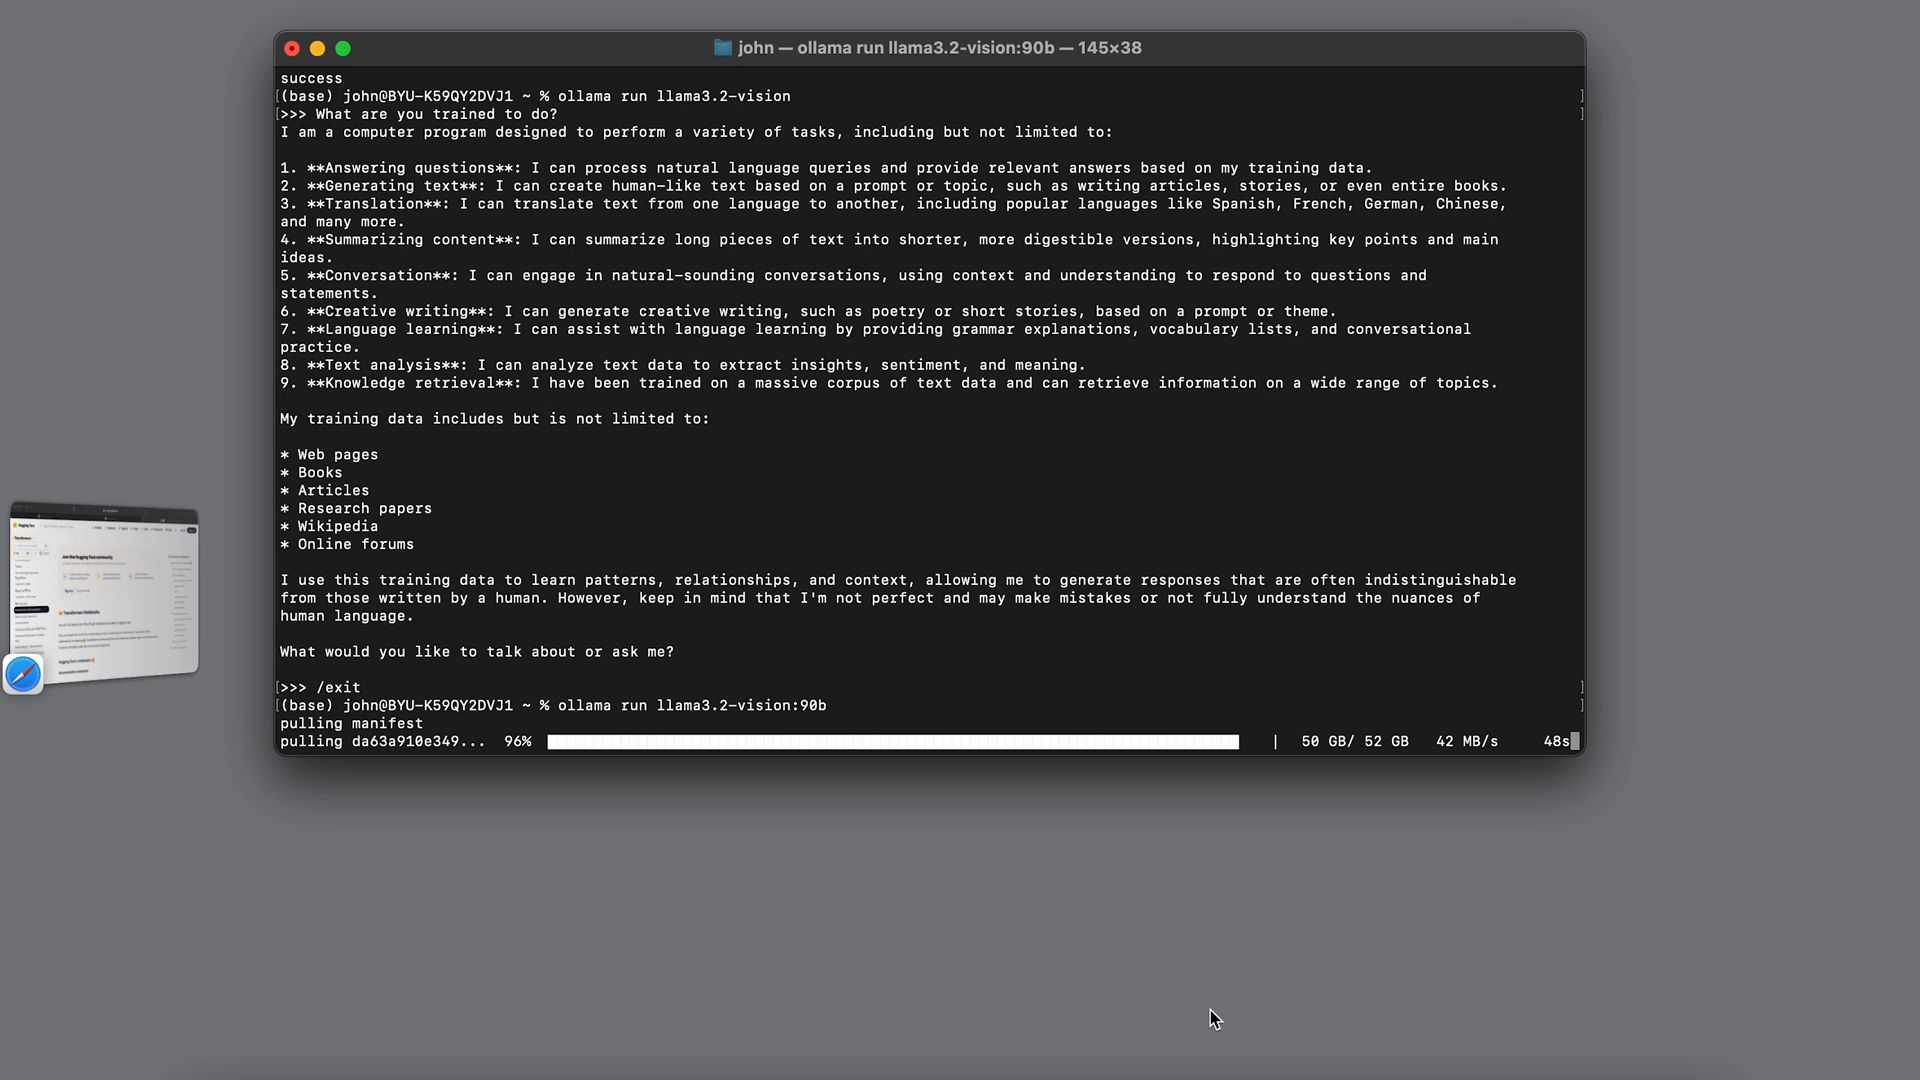 john — ollama run llama3.2-vision:90b — 145×38
success
[(base) john@BYU-K59QY2DVJ1 ~ % ollama run llama3.2-vision ]
[>>> What are you trained to do? ]
I am a computer program designed to perform a variety of tasks, including but not limited to:
1. **Answering questions**: I can process natural language queries and provide relevant answers based on my training data.
2. **Generating text**: I can create human-like text based on a prompt or topic, such as writing articles, stories, or even entire books.
3. **Translation**: I can translate text from one language to another, including popular languages like Spanish, French, German, Chinese,
and many more.
4. **Summarizing content**: I can summarize long pieces of text into shorter, more digestible versions, highlighting key points and main
ideas.
5. **Conversation**: I can engage in natural-sounding conversations, using context and understanding to respond to questions and
statements.
6. **Creative writing**: I can generate creative writing, such as poetry or short stories, based on a prompt or theme.
7. **Language learning**: I can assist with language learning by providing grammar explanations, vocabulary lists, and conversational
practice.
8. **Text analysis**: I can analyze text data to extract insights, sentiment, and meaning.
9. **Knowledge retrieval**: I have been trained on a massive corpus of text data and can retrieve information on a wide range of topics.
My training data includes but is not limited to:
* Web pages
* Books
* Articles
* Research papers
* Wikipedia
* Online forums
I use this training data to learn patterns, relationships, and context, allowing me to generate responses that are often indistinguishable
from those written by a human. However, keep in mind that I'm not perfect and may make mistakes or not fully understand the nuances of
human language.
What would you like to talk about or ask me?
[>>> /exit ]
[(base) john@BYU-K59QY2DVJ1 ~ % ollama run llama3.2-vision:90b ]
pulling manifest
pulling da63a910e349... 96% | 50 GB/ 52 GB 42 MB/s 48s
Join the Hugging Face community